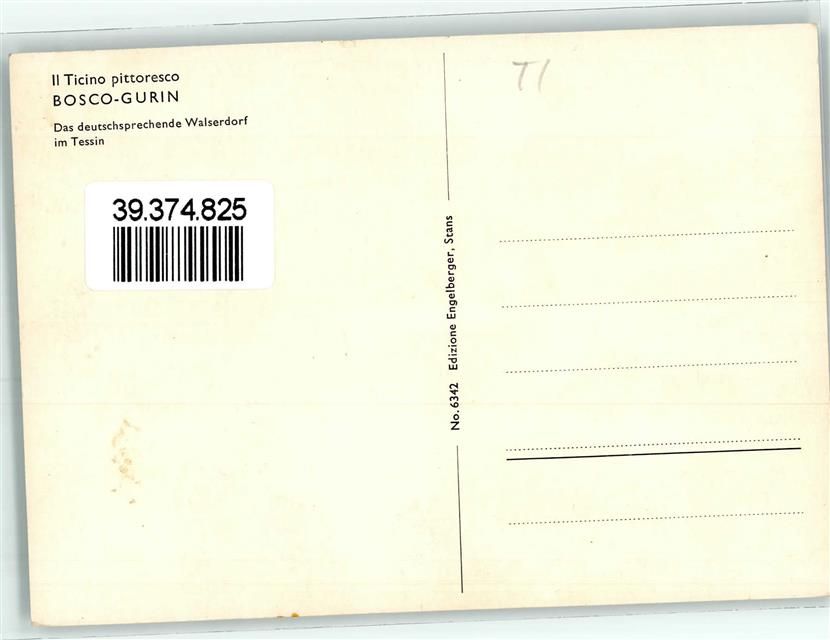 Il Ticino pittoresco
BOSCO-GURIN
Das deutschsprechende Walserdorf
im Tessin
39.374.825
No. 6342 Edizione Engelberger, Stans
TI